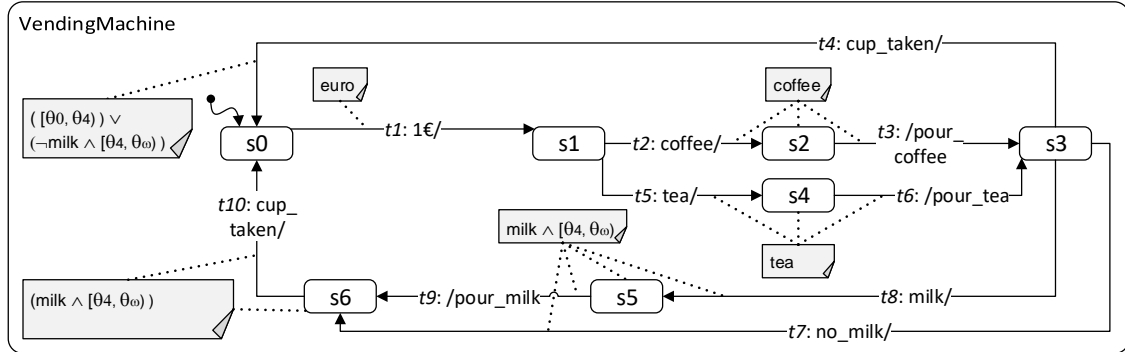 VendingMachine
t4: cup_taken/
euro
coffee
( [θ0, θ4) ) ∨
(¬milk ∧ [θ4, θω) )
s0
t1: 1€/
s1
t2: coffee/
s2
t3: /pour_
coffee
s3
t10: cup_
taken/
t5: tea/
s4
t6: /pour_tea
milk ∧ [θ4, θω)
tea
(milk ∧ [θ4, θω) )
s6
t9: /pour_milk
s5
t8: milk/
t7: no_milk/